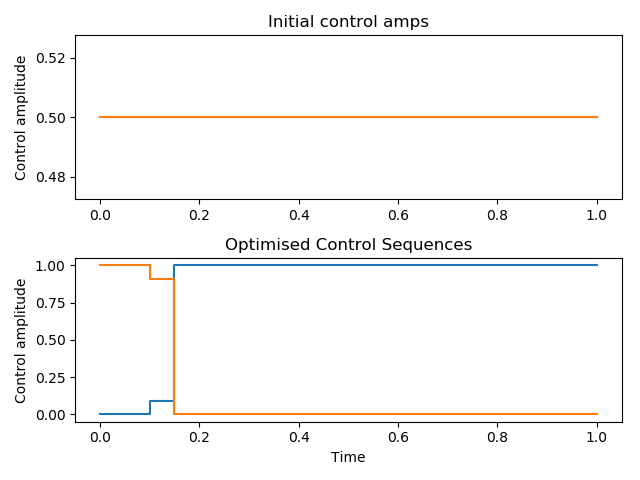 Initial control amps
0.52
0.50
0.48
Control amplitude
0.0 0.2 0.4 0.6 0.8 1.0
Optimised Control Sequences
1.00
0.75
0.50
0.25
0.00
Control amplitude
0.0 0.2 0.4 0.6 0.8 1.0
Time